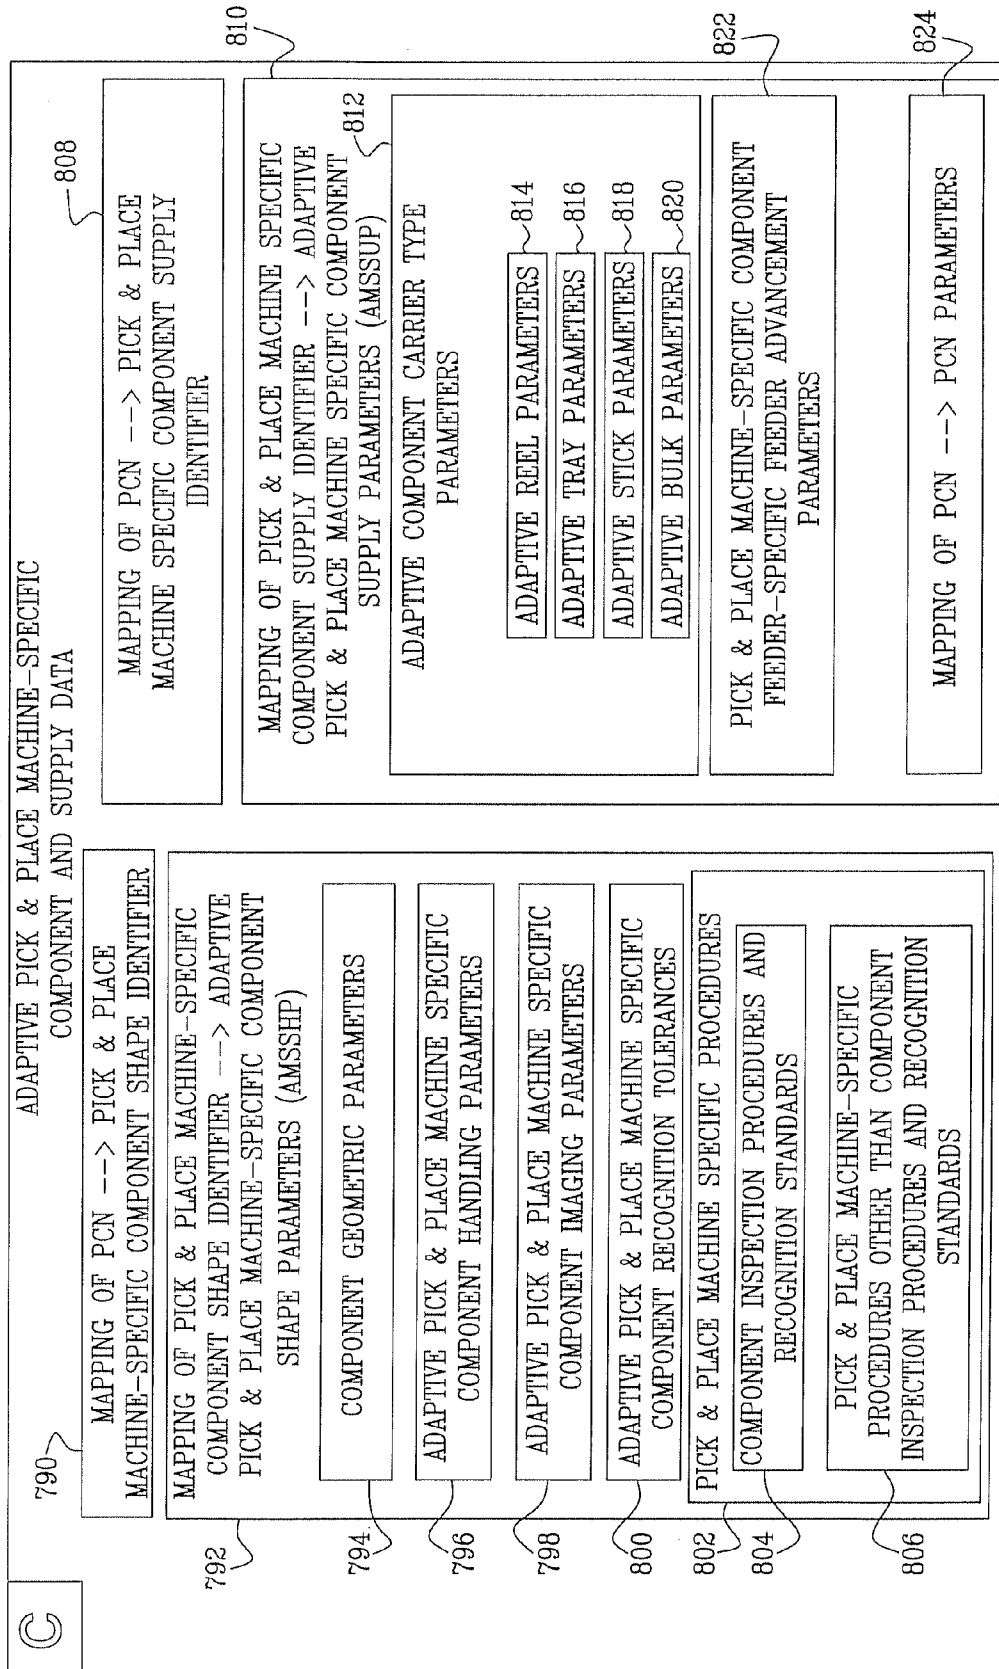 C
ADAPTIVE PICK & PLACE MACHINE-SPECIFIC
COMPONENT AND SUPPLY DATA
790
MAPPING OF PCN --> PICK & PLACE
MACHINE-SPECIFIC COMPONENT SHAPE IDENTIFIER
792
MAPPING OF PICK & PLACE MACHINE-SPECIFIC
COMPONENT SHAPE IDENTIFIER --> ADAPTIVE
PICK & PLACE MACHINE-SPECIFIC COMPONENT
SHAPE PARAMETERS (AMSSHP)
794
COMPONENT GEOMETRIC PARAMETERS
796
ADAPTIVE PICK & PLACE MACHINE SPECIFIC
COMPONENT HANDLING PARAMETERS
798
ADAPTIVE PICK & PLACE MACHINE SPECIFIC
COMPONENT IMAGING PARAMETERS
800
ADAPTIVE PICK & PLACE MACHINE SPECIFIC
COMPONENT RECOGNITION TOLERANCES
802
PICK & PLACE MACHINE SPECIFIC PROCEDURES
804
COMPONENT INSPECTION PROCEDURES AND
RECOGNITION STANDARDS
806
PICK & PLACE MACHINE-SPECIFIC
PROCEDURES OTHER THAN COMPONENT
INSPECTION PROCEDURES AND RECOGNITION
STANDARDS
808
MAPPING OF PCN --> PICK & PLACE
MACHINE SPECIFIC COMPONENT SUPPLY
IDENTIFIER
810
MAPPING OF PICK & PLACE MACHINE SPECIFIC
COMPONENT SUPPLY IDENTIFIER --> ADAPTIVE
PICK & PLACE MACHINE SPECIFIC COMPONENT
SUPPLY PARAMETERS (AMSSUP)
812
ADAPTIVE COMPONENT CARRIER TYPE
PARAMETERS
ADAPTIVE REEL PARAMETERS
814
ADAPTIVE TRAY PARAMETERS
816
ADAPTIVE STICK PARAMETERS
818
ADAPTIVE BULK PARAMETERS
820
PICK & PLACE MACHINE-SPECIFIC COMPONENT
FEEDER-SPECIFIC FEEDER ADVANCEMENT
PARAMETERS
822
MAPPING OF PCN --> PCN PARAMETERS
824